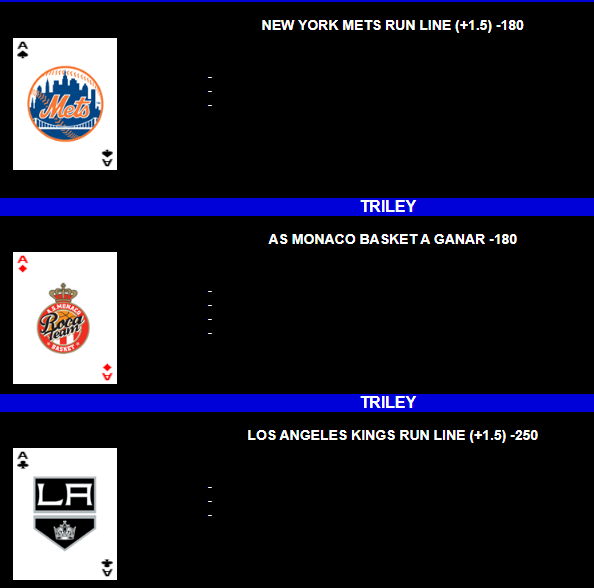 NEW YORK METS RUN LINE (+1.5) -180
A
Mets
-
-
-
A
TRILEY
AS MONACO BASKET A GANAR -180
A
A.S. MONACO
Roca
Team
BASKET
-
-
-
-
A
TRILEY
LOS ANGELES KINGS RUN LINE (+1.5) -250
A
LA
-
-
-
A